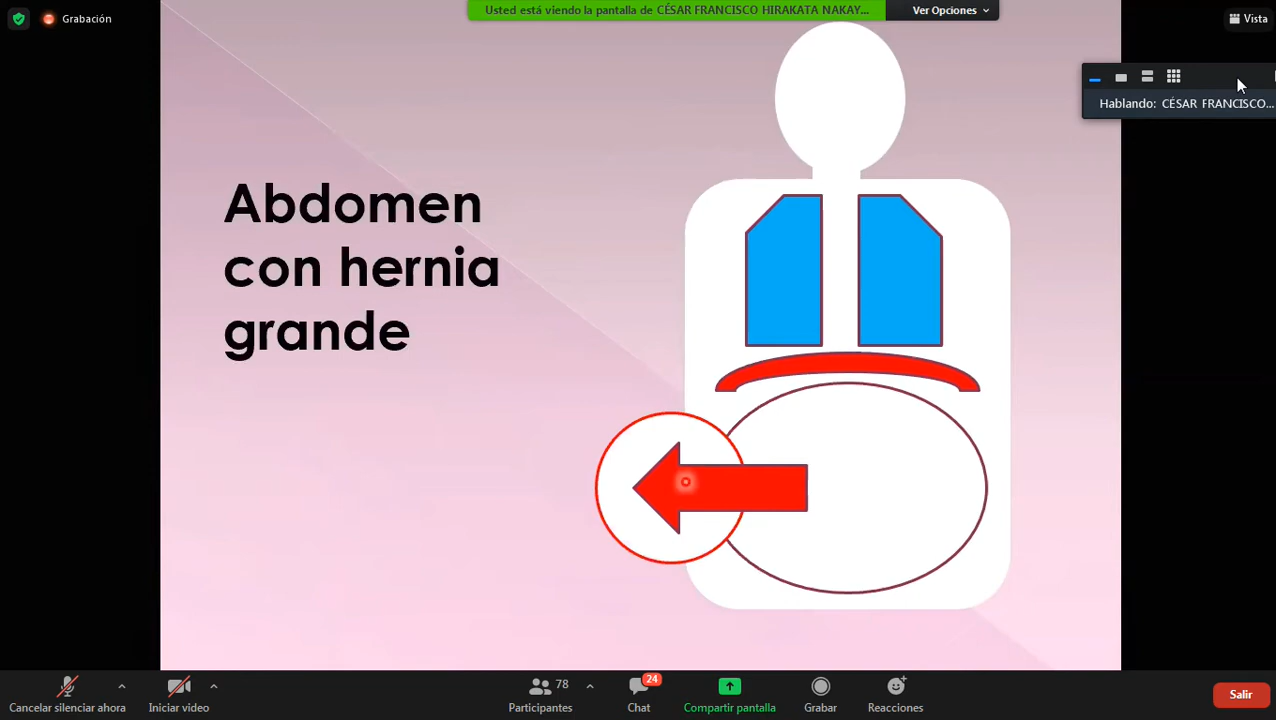 Grabación
Usted está viendo la pantalla de CÉSAR FRANCISCO HIRAKATA NAKAY...
Ver Opciones
Vista
Hablando: CÉSAR FRANCISCO...
Abdomen
con hernia
grande
Cancelar silenciar ahora
Iniciar video
78
Participantes
24
Chat
Compartir pantalla
Grabar
Reacciones
Salir